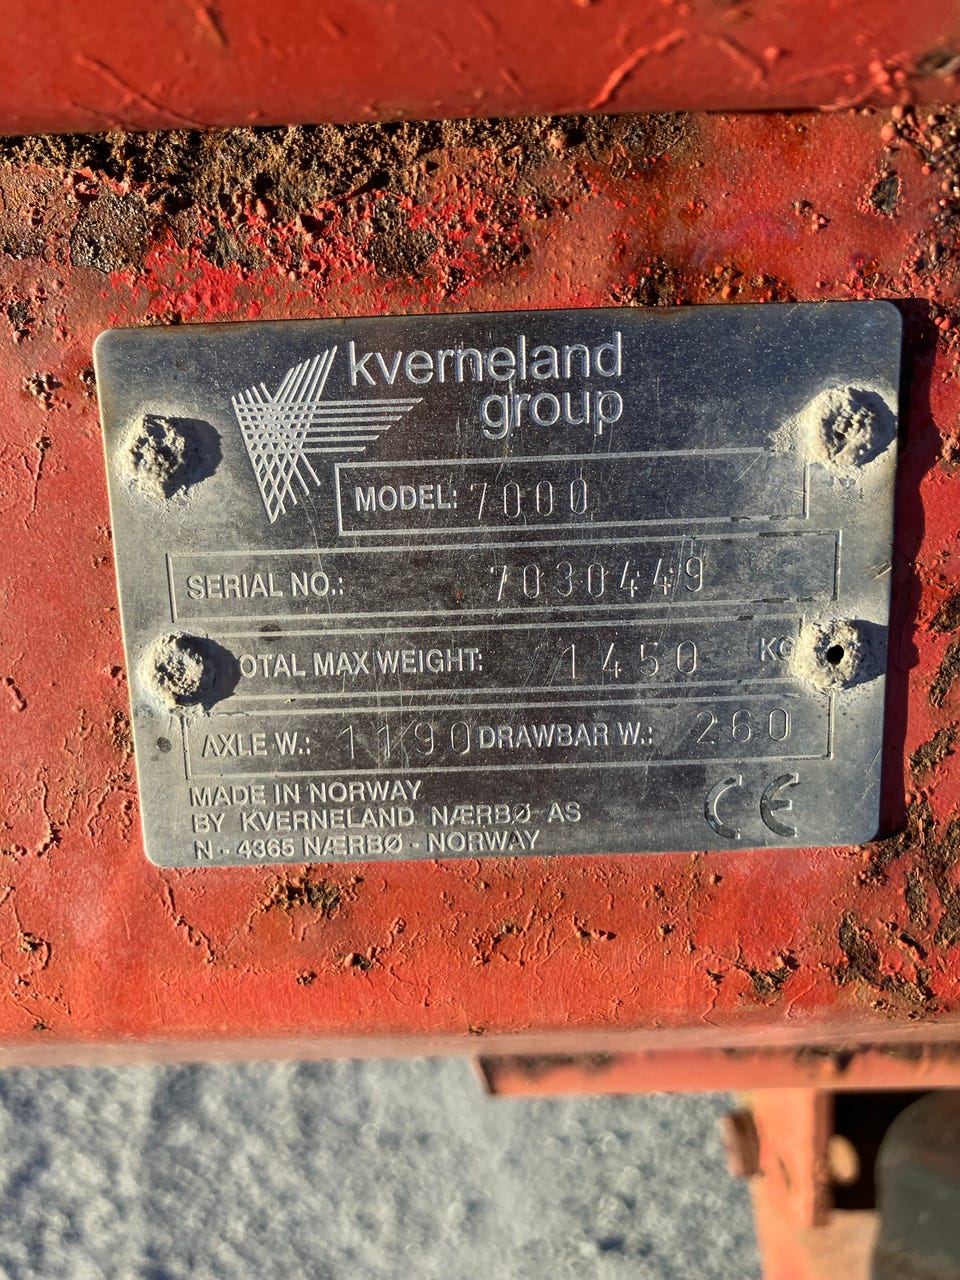 kverneland
group
MODEL: 7000
SERIAL NO.: 7030449
TOTAL MAX WEIGHT: 1450 KG
AXLE W.: 1190 DRAWBAR W.: 260
MADE IN NORWAY
BY KVERNELAND NÆRBØ AS
N - 4365 NÆRBØ - NORWAY
CE